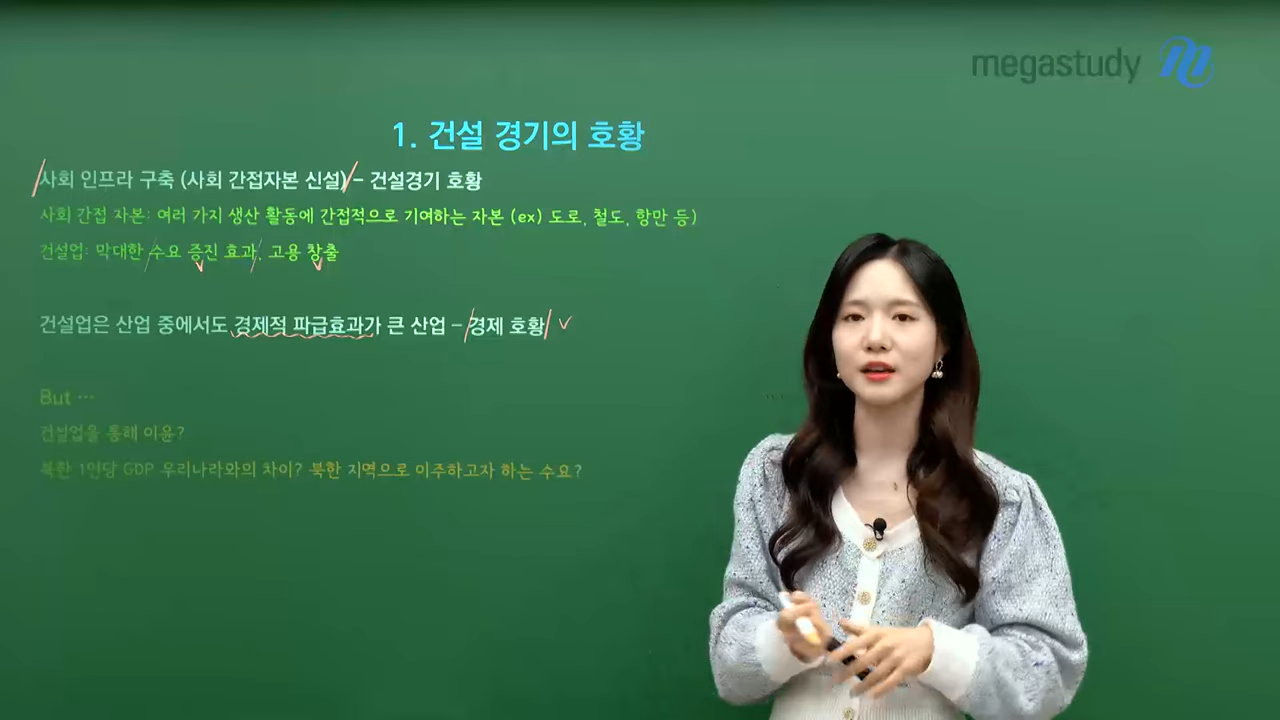 megastudy
1. 건설 경기의 호황
사회 인프라 구축 (사회 간접자본 신설) - 건설경기 호황
사회 간접 자본: 여러 가지 생산 활동에 간접적으로 기여하는 자본 (ex) 도로, 철도, 항만 등)
건설업: 막대한 수요 증진 효과, 고용 창출
건설업은 산업 중에서도 경제적 파급효과가 큰 산업 - 경제 호황
But ...
건설업을 통해 이윤?
북한 1인당 GDP 우리나라와의 차이? 북한 지역으로 이주하고자 하는 수요?